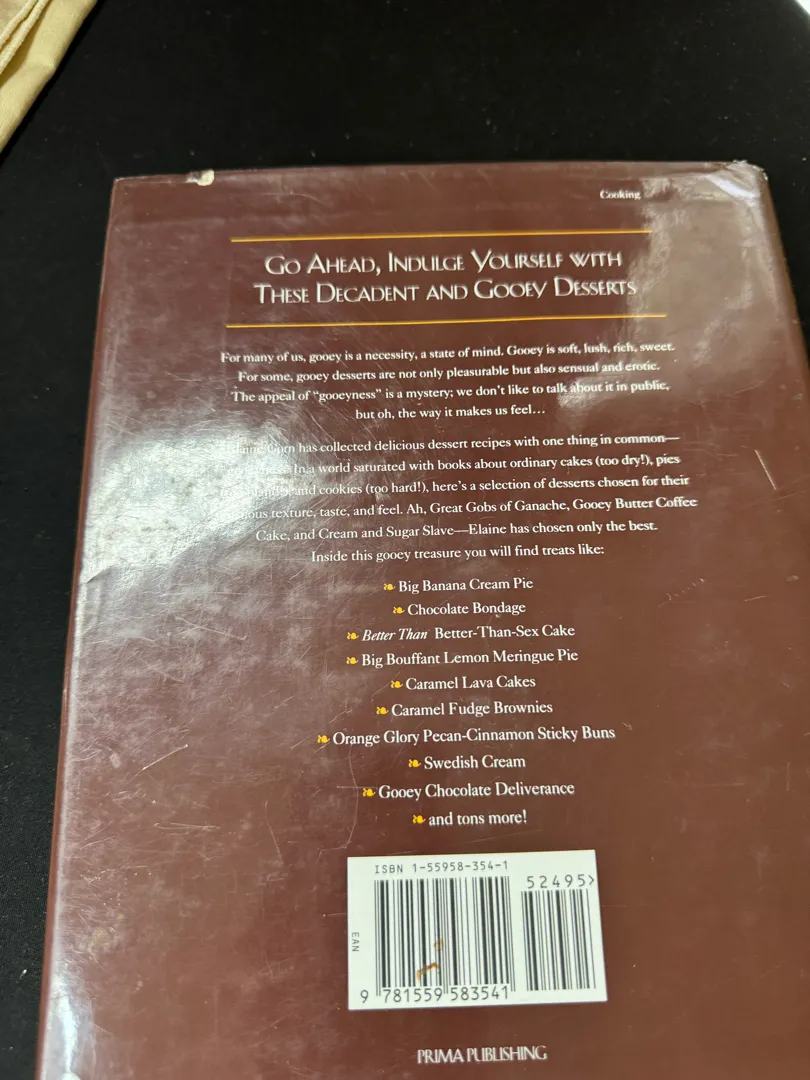 Cooking
GO AHEAD, INDULGE YOURSELF WITH
THESE DECADENT AND GOOEY DESSERTS
For many of us, gooey is a necessity, a state of mind. Gooey is soft, lush, rich, sweet.
For some, gooey desserts are not only pleasurable but also sensual and erotic.
The appeal of “gooeyness” is a mystery; we don’t like to talk about it in public,
but oh, the way it makes us feel…
Elaine Corn has collected delicious dessert recipes with one thing in common—
In a world saturated with books about ordinary cakes (too dry!), pies
and cookies (too hard!), here’s a selection of desserts chosen for their
texture, taste, and feel. Ah, Great Gobs of Ganache, Gooey Butter Coffee
Cake, and Cream and Sugar Slave—Elaine has chosen only the best.
Inside this gooey treasure you will find treats like:
❧ Big Banana Cream Pie
❧ Chocolate Bondage
❧ Better Than Better-Than-Sex Cake
❧ Big Bouffant Lemon Meringue Pie
❧ Caramel Lava Cakes
❧ Caramel Fudge Brownies
❧ Orange Glory Pecan-Cinnamon Sticky Buns
❧ Swedish Cream
❧ Gooey Chocolate Deliverance
❧ and tons more!
ISBN 1-55958-354-1
52495>
EAN
9 781559 583541
PRIMA PUBLISHING